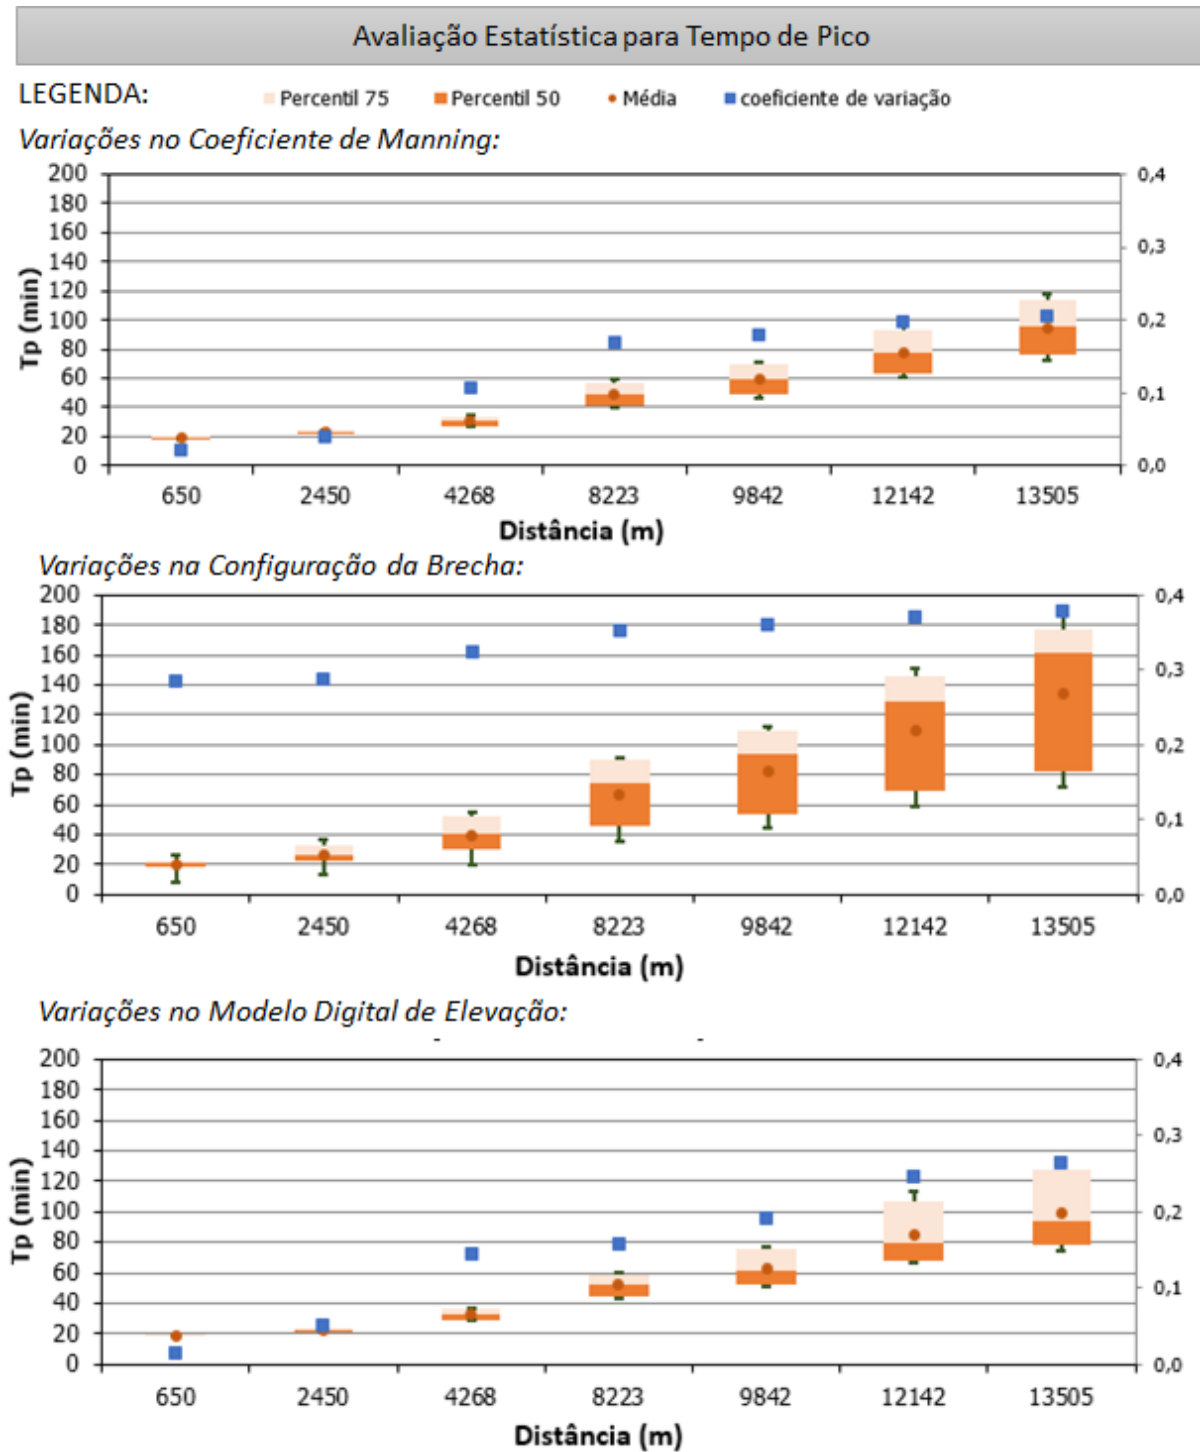 Avaliação Estatística para Tempo de Pico
LEGENDA: Percentil 75 Percentil 50 Média coeficiente de variação
Variações no Coeficiente de Manning:
200 0,4
180
160
140 0,3
120
100 0,2
80
60
40 0,1
20
0 0,0
Tp (min)
650 2450 4268 8223 9842 12142 13505
Distância (m)
Variações na Configuração da Brecha:
200 0,4
180
160
140 0,3
120
100 0,2
80
60
40 0,1
20
0 0,0
Tp (min)
650 2450 4268 8223 9842 12142 13505
Distância (m)
Variações no Modelo Digital de Elevação:
200 0,4
180
160
140 0,3
120
100 0,2
80
60
40 0,1
20
0 0,0
Tp (min)
650 2450 4268 8223 9842 12142 13505
Distância (m)